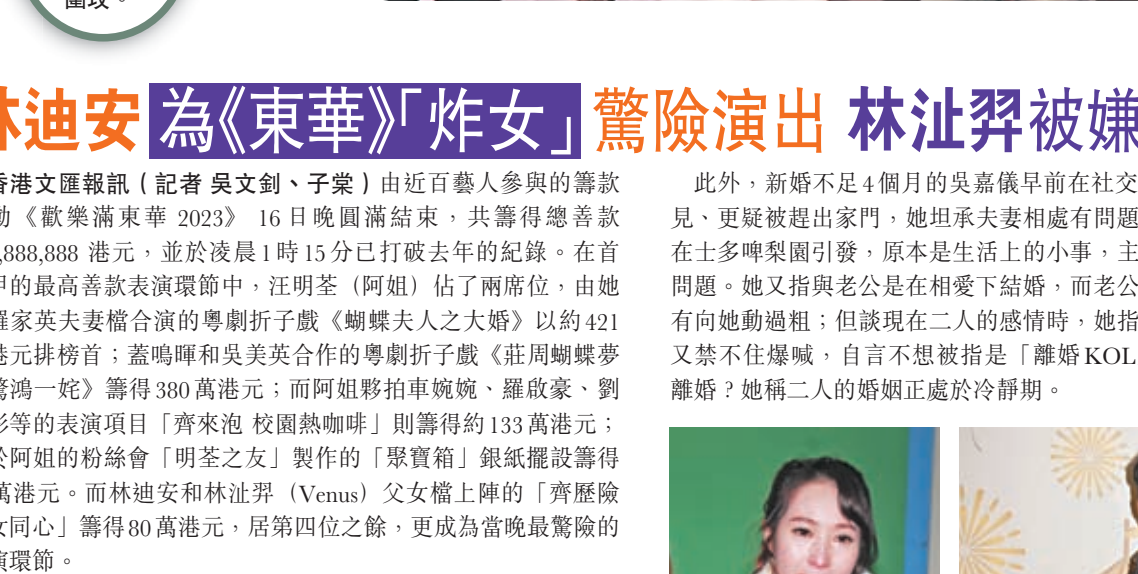 圍攻。
林迪安為《東華》「炸女」驚險演出 林沚羿被嫌
香港文匯報訊（記者 吳文釗、子棠）由近百藝人參與的籌款
動《歡樂滿東華 2023》 16日晚圓滿結束，共籌得總善款
,888,888 港元，並於凌晨1時15分已打破去年的紀錄。在首
甲的最高善款表演環節中，汪明荃（阿姐）佔了兩席位，由她
羅家英夫妻檔合演的粵劇折子戲《蝴蝶夫人之大婚》以約421
港元排榜首；蓋鳴暉和吳美英合作的粵劇折子戲《莊周蝴蝶夢
驚鴻一姹》籌得380萬港元；而阿姐夥拍車婉婉、羅啟豪、劉
彤等的表演項目「齊來泡 校園熱咖啡」則籌得約133萬港元；
於阿姐的粉絲會「明荃之友」製作的「聚寶箱」銀紙擺設籌得
萬港元。而林迪安和林沚羿（Venus）父女檔上陣的「齊歷險
女同心」籌得80萬港元，居第四位之餘，更成為當晚最驚險的
演環節。
此外，新婚不足4個月的吳嘉儀早前在社交
見、更疑被趕出家門，她坦承夫妻相處有問題
在士多啤梨園引發，原本是生活上的小事，主
問題。她又指與老公是在相愛下結婚，而老公
有向她動過粗；但談現在二人的感情時，她指
又禁不住爆喊，自言不想被指是「離婚KOL
離婚？她稱二人的婚姻正處於冷靜期。